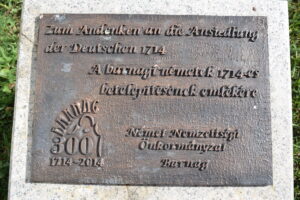 Zum Andenken an die Ansiedlung
der Deutschen 1714
A barnagi németek 1714-es
betelepítésének emlékére
BARNAG
300
1714-2014
Német Nemzetiségi
Önkormányzat
Barnag